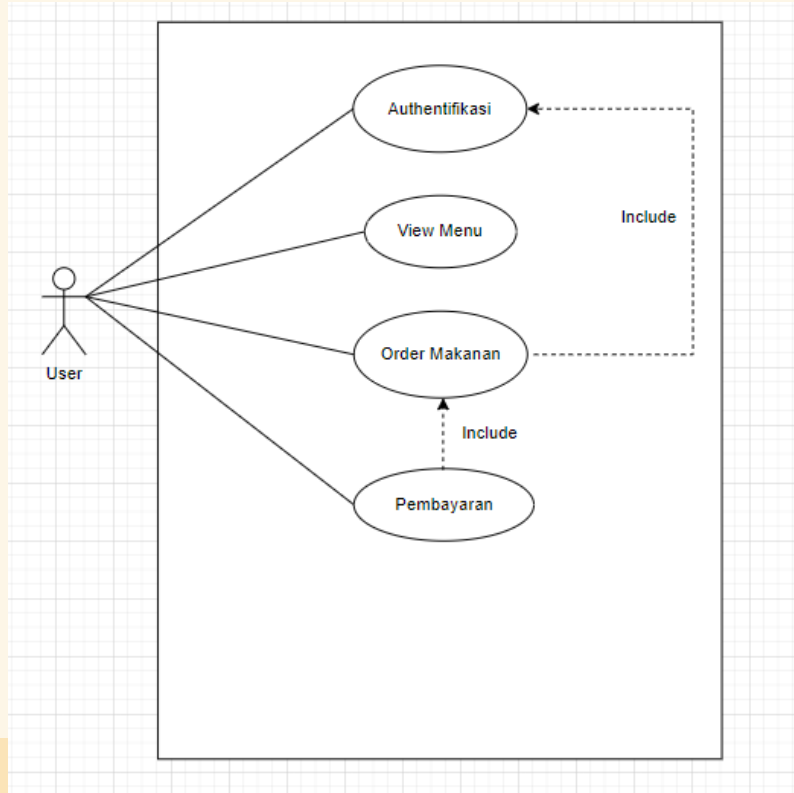 Authentifikasi
Include
View Menu
Order Makanan
User
Include
Pembayaran